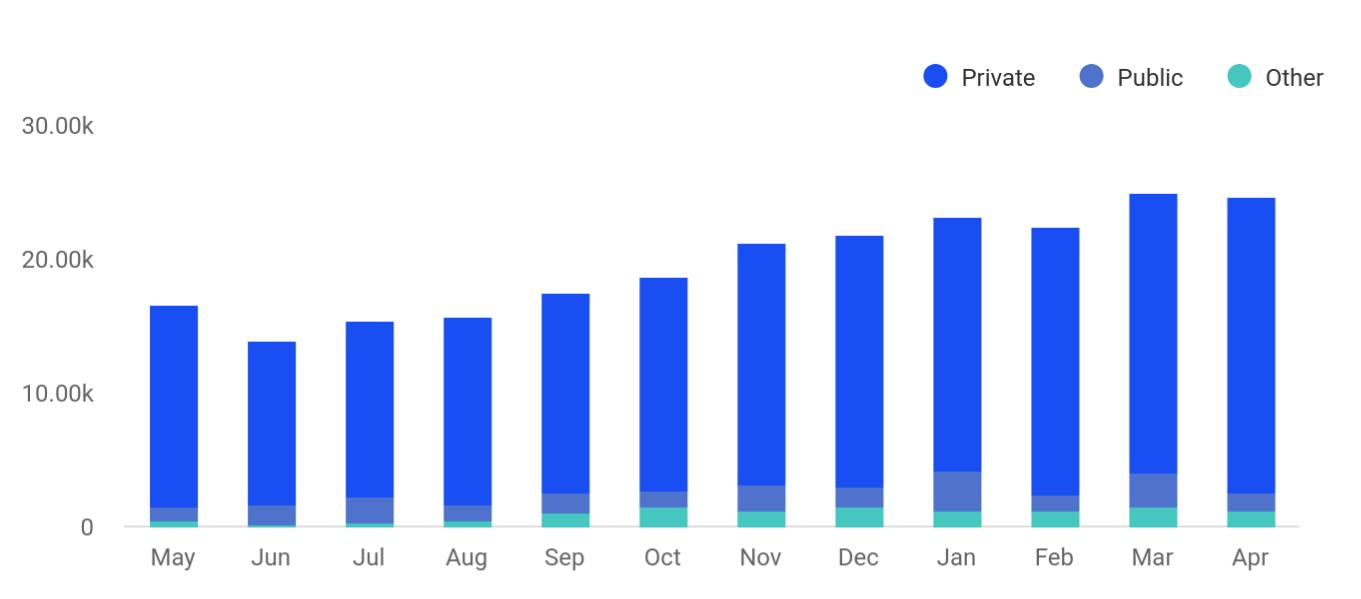 Private Public Other
30.00k
20.00k
10.00k
0
May Jun Jul Aug Sep Oct Nov Dec Jan Feb Mar Apr